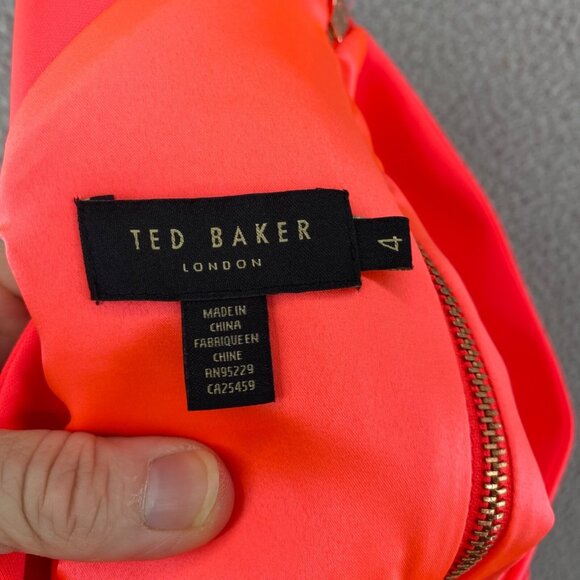 TED BAKER
LONDON
4
MADE IN
CHINA
FABRIQUE EN
CHINE
RN95229
CA25459